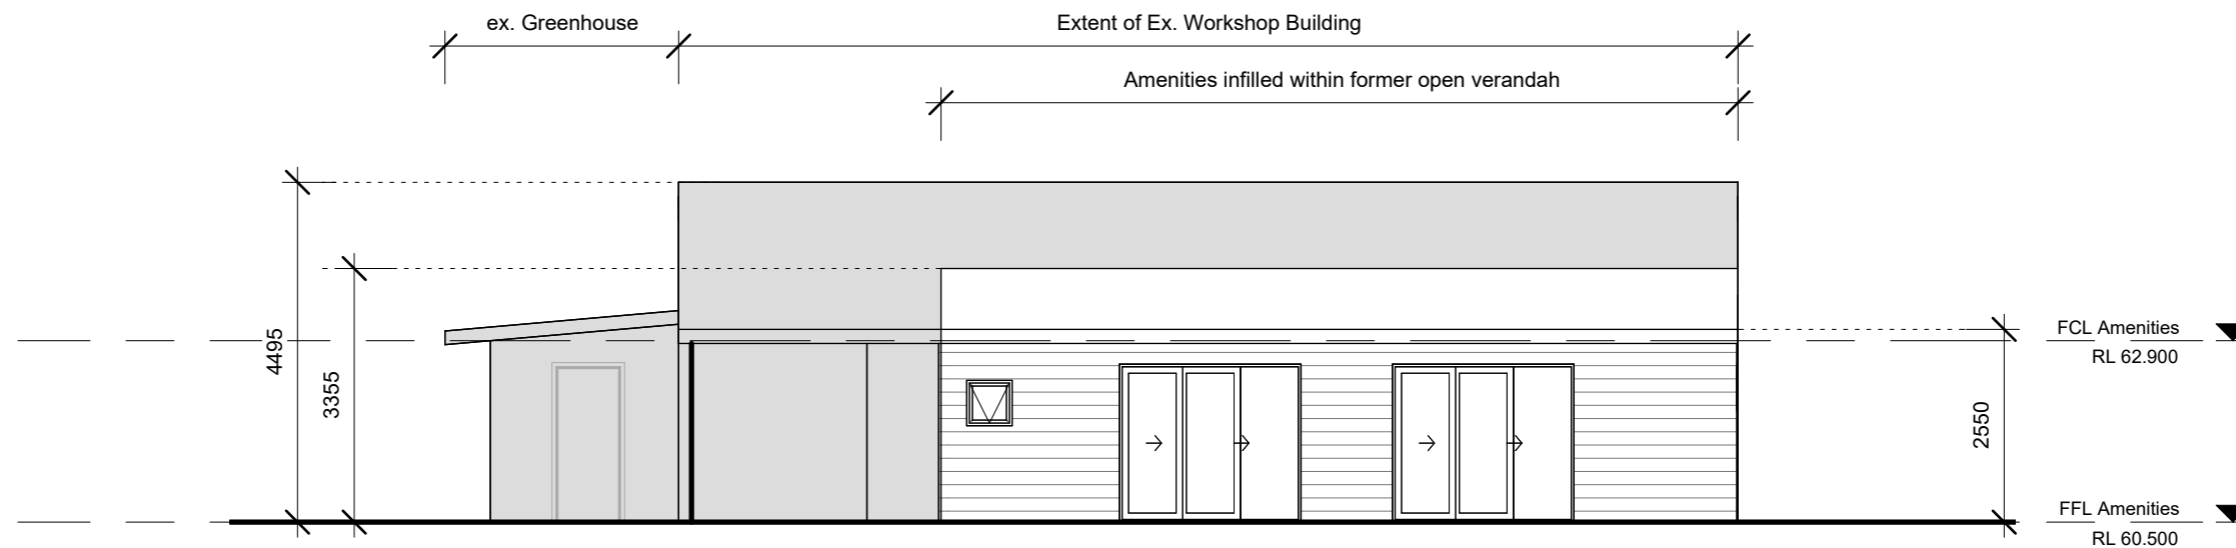 ex. Greenhouse
Extent of Ex. Workshop Building
Amenities infilled within former open verandah
4495
3355
2550
FCL Amenities
RL 62.900
FFL Amenities
RL 60.500